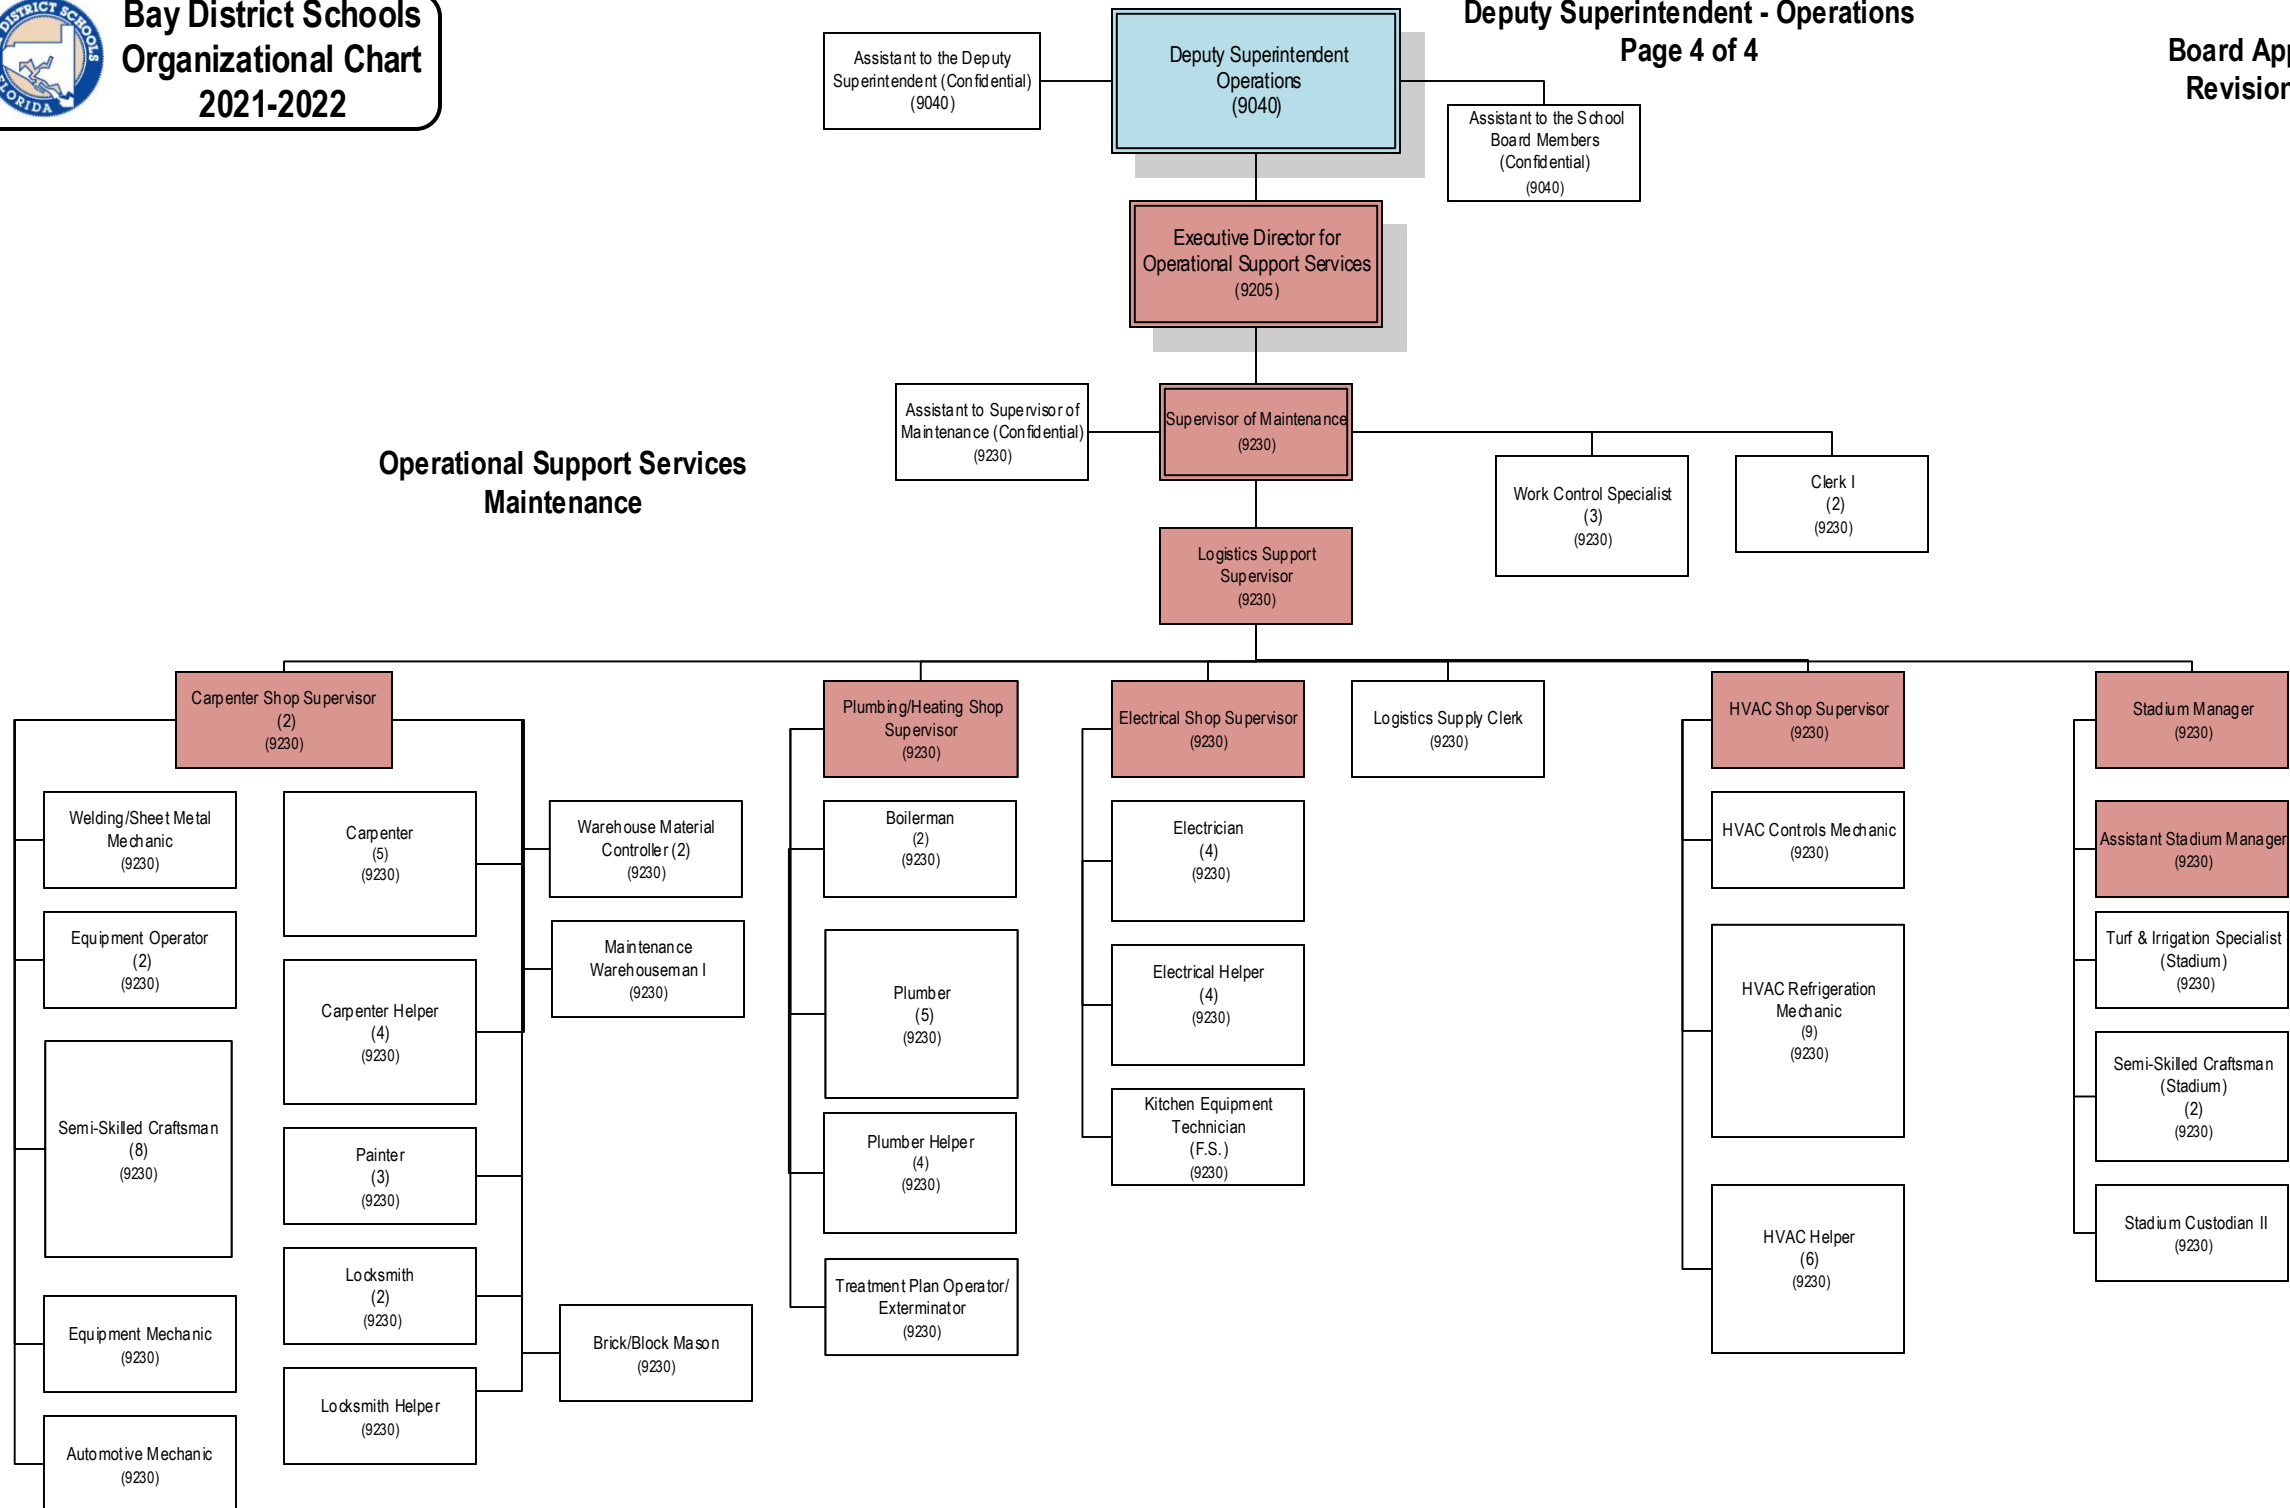 DISTRICT SCHOOLS
FLORIDA
Bay District Schools
Organizational Chart
2021-2022
Deputy Superintendent - Operations
Page 4 of 4
Revision
Assistant to the Deputy
Superintendent (Confidential)
(9040)
Deputy Superintendent
Operations
(9040)
Assistant to the School
Board Members
(Confidential)
(9040)
Executive Director for
Operational Support Services
(9205)
Operational Support Services
Maintenance
Assistant to Supervisor of
Maintenance (Confidential)
(9230)
Supervisor of Maintenance
(9230)
Work Control Specialist
(3)
(9230)
Clerk I
(2)
(9230)
Logistics Support
Supervisor
(9230)
Carpenter Shop Supervisor
(2)
(9230)
Plumbing/Heating Shop
Supervisor
(9230)
Electrical Shop Supervisor
(9230)
Logistics Supply Clerk
(9230)
HVAC Shop Supervisor
(9230)
Stadium Manager
(9230)
Welding/Sheet Metal
Mechanic
(9230)
Equipment Operator
(2)
(9230)
Semi-Skilled Craftsman
(8)
(9230)
Equipment Mechanic
(9230)
Automotive Mechanic
(9230)
Carpenter
(5)
(9230)
Carpenter Helper
(4)
(9230)
Painter
(3)
(9230)
Locksmith
(2)
(9230)
Locksmith Helper
(9230)
Warehouse Material
Controller (2)
(9230)
Maintenance
Warehouseman I
(9230)
Brick/Block Mason
(9230)
Boilerman
(2)
(9230)
Plumber
(5)
(9230)
Plumber Helper
(4)
(9230)
Treatment Plan Operator/
Exterminator
(9230)
Electrician
(4)
(9230)
Electrical Helper
(4)
(9230)
Kitchen Equipment
Technician
(F.S.)
(9230)
HVAC Controls Mechanic
(9230)
HVAC Refrigeration
Mechanic
(9)
(9230)
HVAC Helper
(6)
(9230)
Assistant Stadium Manager
(9230)
Turf & Irrigation Specialist
(Stadium)
(9230)
Semi-Skilled Craftsman
(Stadium)
(2)
(9230)
Stadium Custodian II
(9230)